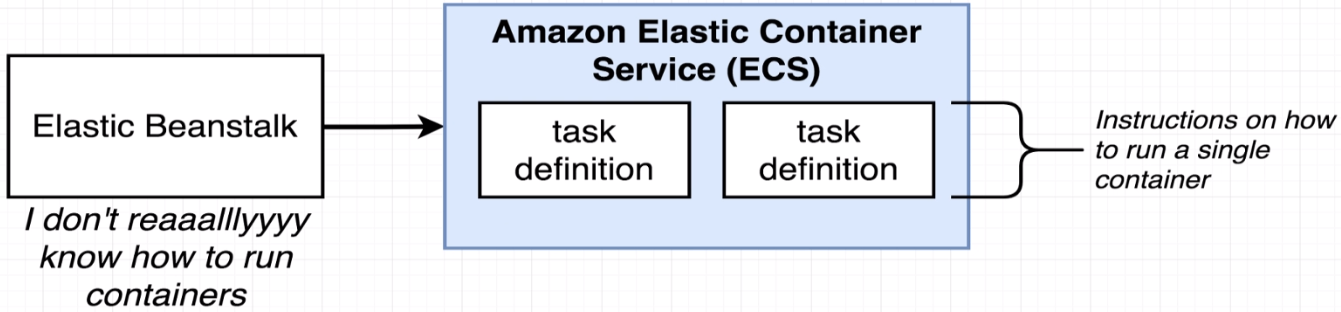 Amazon Elastic Container
Service (ECS)
Elastic Beanstalk
task
definition
task
definition
Instructions on how
to run a single
container
I don't reaaalllyyyy
know how to run
containers